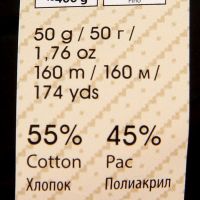 50 g / 50 г /
1,76 oz
160 m / 160 м /
174 yds
55% 45%
Cotton Pac
Хлопок Полиакрил